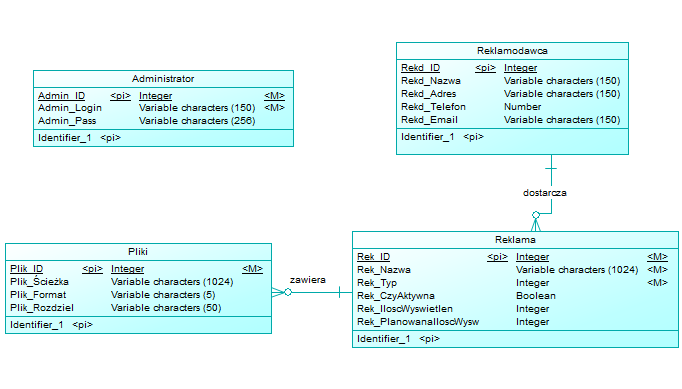 Reklamodawca
Rekd_ID <pi> Integer
Rekd_Nazwa Variable characters (150)
Rekd_Adres Variable characters (150)
Rekd_Telefon Number
Rekd_Email Variable characters (150)
Identifier_1 <pi>
Administrator
Admin_ID <pi> Integer <M>
Admin_Login Variable characters (150) <M>
Admin_Pass Variable characters (256)
Identifier_1 <pi>
dostarcza
Reklama
Rek_ID <pi> Integer <M>
Rek_Nazwa Variable characters (1024) <M>
Rek_Typ Integer <M>
Rek_CzyAktywna Boolean
Rek_IloscWyswietlen Integer
Rek_PlanowanaIloscWysw Integer
Identifier_1 <pi>
Pliki
Plik_ID <pi> Integer <M>
Plik_Ścieżka Variable characters (1024)
Plik_Format Variable characters (5)
Plik_Rozdziel Variable characters (50)
Identifier_1 <pi>
zawiera